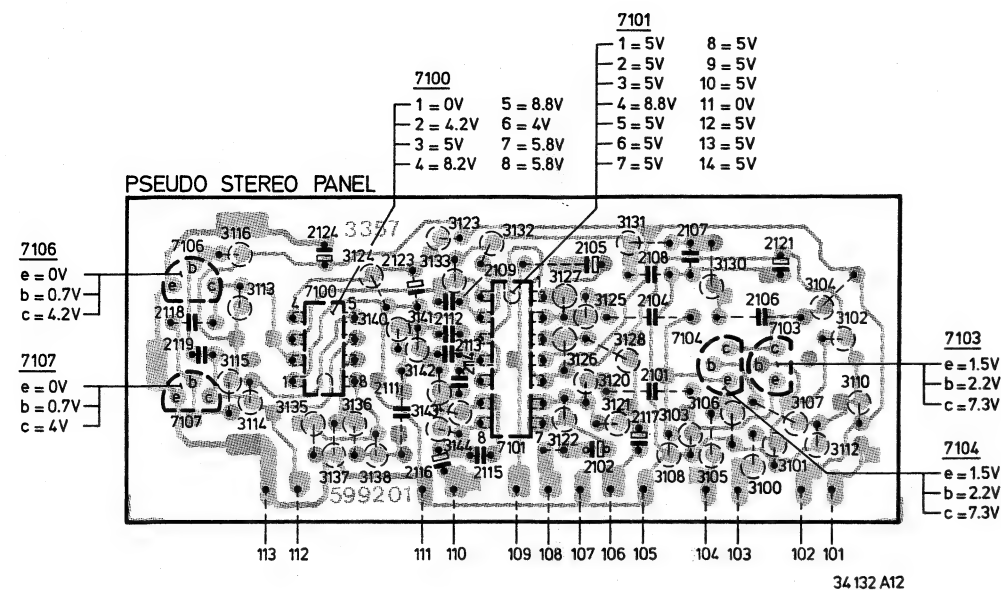 7101
1 = 5V 8 = 5V
2 = 5V 9 = 5V
3 = 5V 10 = 5V
4 = 8.8V 11 = 0V
5 = 5V 12 = 5V
6 = 5V 13 = 5V
7 = 5V 14 = 5V
7100
1 = 0V 5 = 8.8V
2 = 4.2V 6 = 4V
3 = 5V 7 = 5.8V
4 = 8.2V 8 = 5.8V
PSEUDO STEREO PANEL
7106
e = 0V
b = 0.7V
c = 4.2V
7107
e = 0V
b = 0.7V
c = 4V
7103
e = 1.5V
b = 2.2V
c = 7.3V
7104
e = 1.5V
b = 2.2V
c = 7.3V
3357
3116 2124 3123 3132 3131 2107
7106 3124 2123 3133 2109 2105 2108 2121
b e c
3127 3130 3104
3113 7100 4 5 3125 2104 2106
2118 3140 3141 2112 7104 7103 3102
2119 2113 3128
3115 3142 2114 3126 2101 c b e c b e
b e c 1 8 2111 3120 3110
7107 3114 3135 3136 3143 3121 2117 3103 3106 3107
3144 8 7101 7 3122
3137 3138 2116 2115 2102 3108 3105 3100 3101 3112
599201
113 112 111 110 109 108 107 106 105 104 103 102 101
34 132 A12